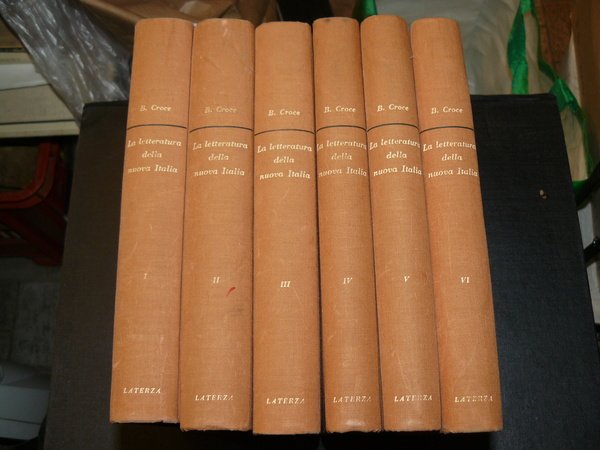 B. Croce
La letteratura
della
nuova Italia
I
LATERZA
B. Croce
La letteratura
della
nuova Italia
II
LATERZA
B. Croce
La letteratura
della
nuova Italia
III
LATERZA
B. Croce
La letteratura
della
nuova Italia
IV
LATERZA
B. Croce
La letteratura
della
nuova Italia
V
LATERZA
B. Croce
La letteratura
della
nuova Italia
VI
LATERZA